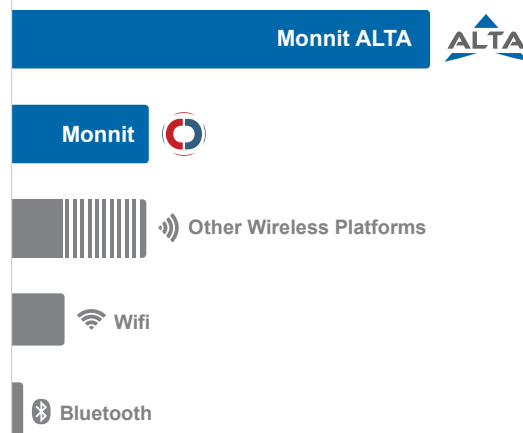 Monnit ALTA
ALTA
Monnit
Other Wireless Platforms
Wifi
Bluetooth